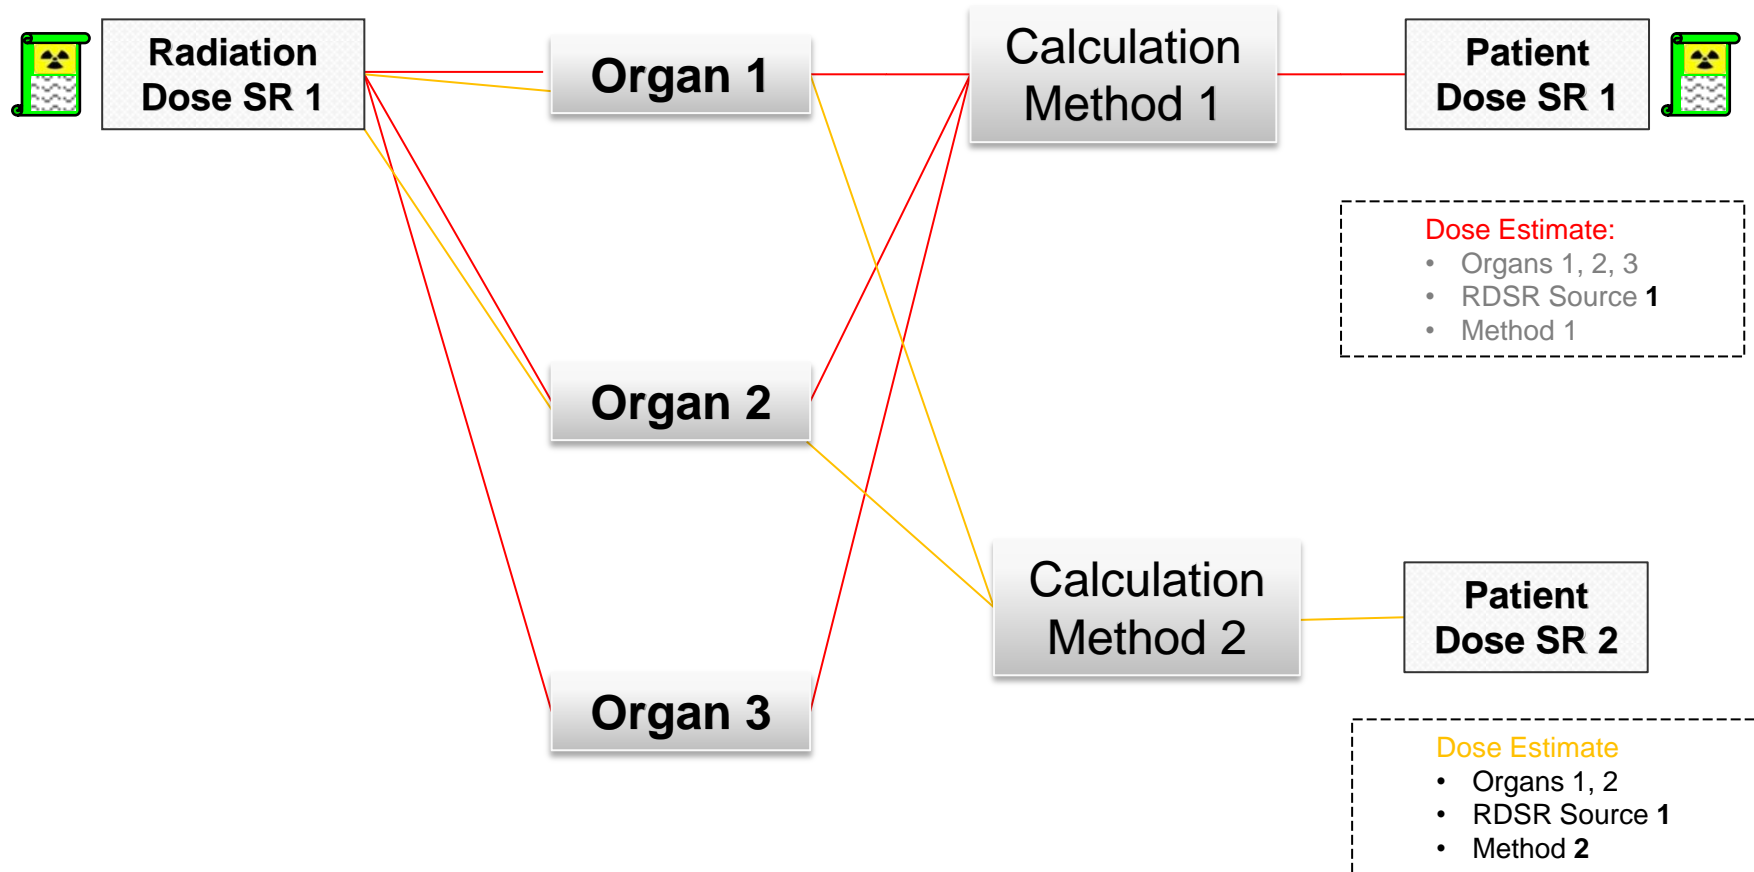 Radiation
Dose SR 1
Organ 1
Calculation
Method 1
Patient
Dose SR 1
Dose Estimate:
• Organs 1, 2, 3
• RDSR Source 1
• Method 1
Organ 2
Calculation
Method 2
Patient
Dose SR 2
Organ 3
Dose Estimate
• Organs 1, 2
• RDSR Source 1
• Method 2